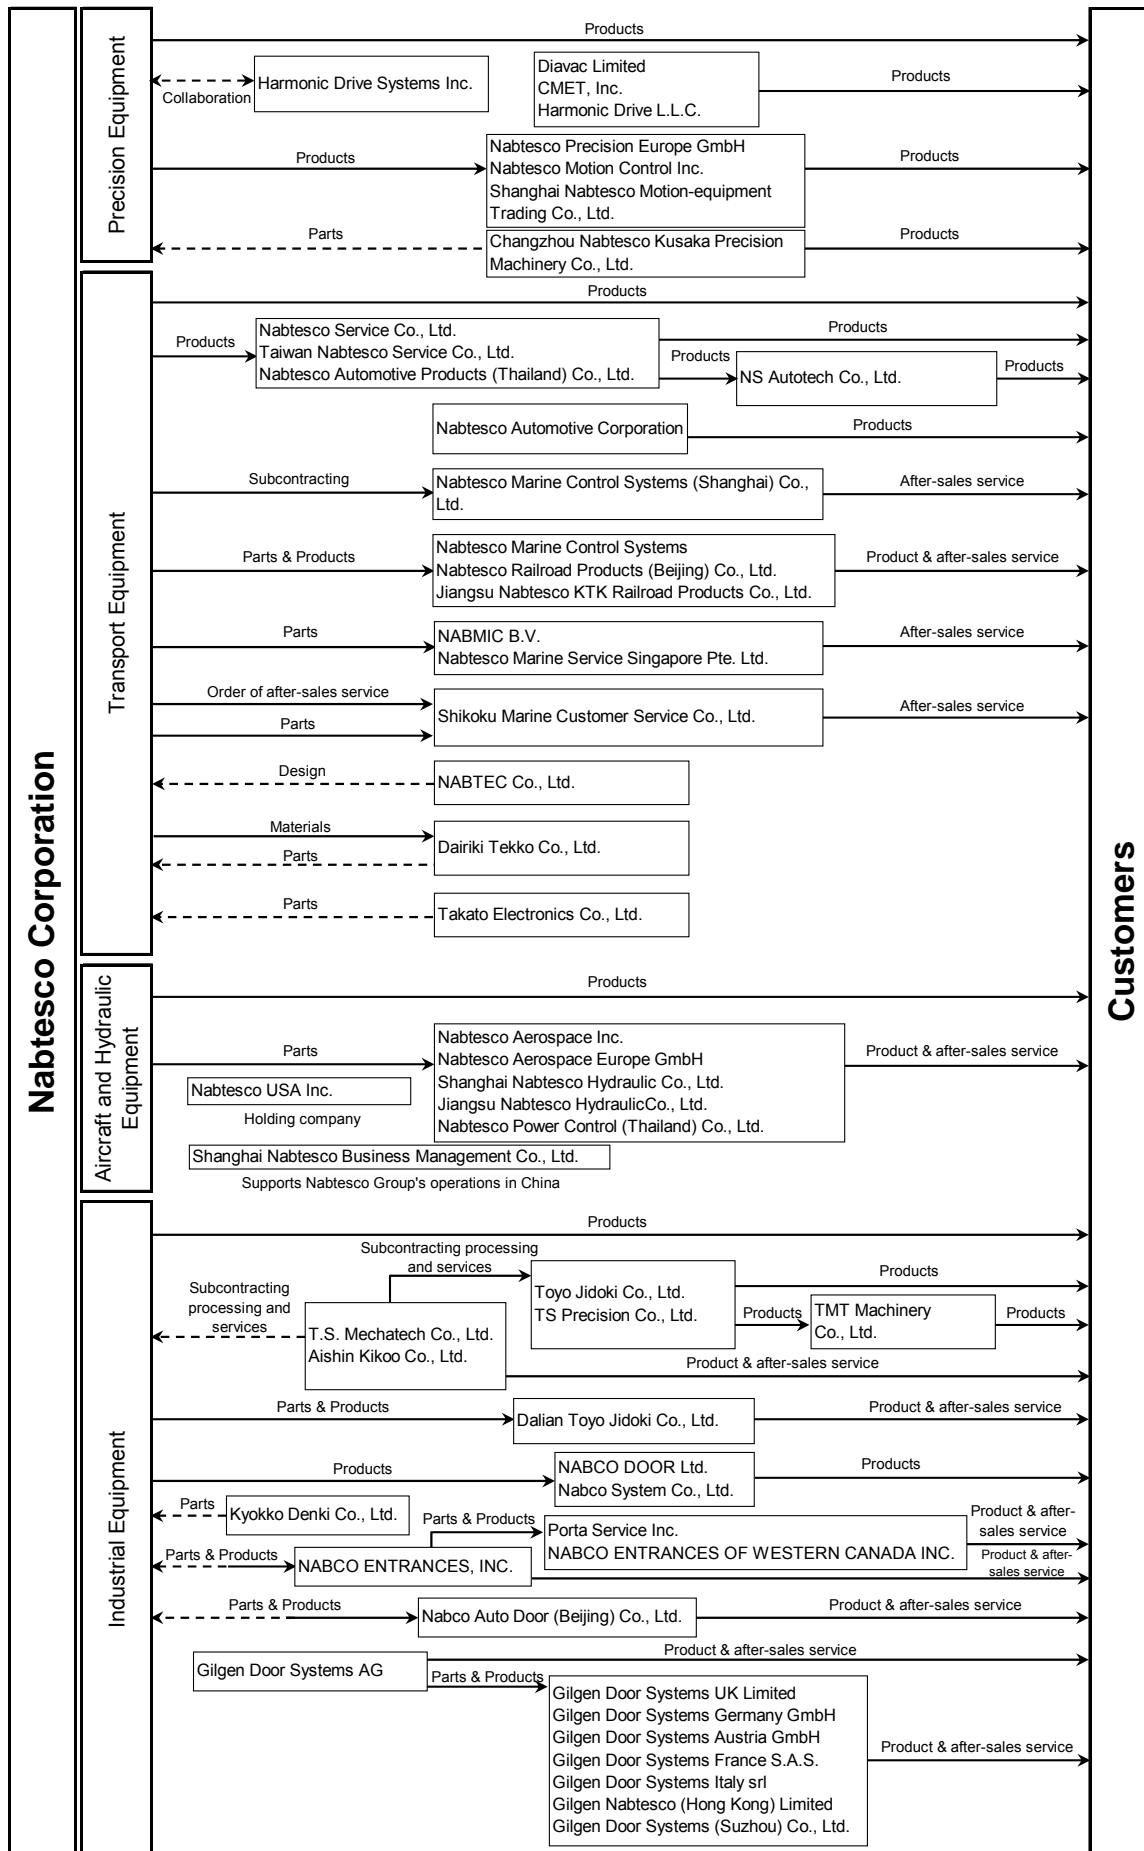 Nabtesco Corporation
Customers
Precision Equipment
Products
Harmonic Drive Systems Inc.
Collaboration
Diavac Limited
CMET, Inc.
Harmonic Drive L.L.C.
Products
Products
Nabtesco Precision Europe GmbH
Nabtesco Motion Control Inc.
Shanghai Nabtesco Motion-equipment
Trading Co., Ltd.
Products
Parts
Changzhou Nabtesco Kusaka Precision
Machinery Co., Ltd.
Products
Transport Equipment
Products
Products
Nabtesco Service Co., Ltd.
Taiwan Nabtesco Service Co., Ltd.
Nabtesco Automotive Products (Thailand) Co., Ltd.
Products
Products
NS Autotech Co., Ltd.
Products
Nabtesco Automotive Corporation
Products
Subcontracting
Nabtesco Marine Control Systems (Shanghai) Co.,
Ltd.
After-sales service
Parts & Products
Nabtesco Marine Control Systems
Nabtesco Railroad Products (Beijing) Co., Ltd.
Jiangsu Nabtesco KTK Railroad Products Co., Ltd.
Product & after-sales service
Parts
NABMIC B.V.
Nabtesco Marine Service Singapore Pte. Ltd.
After-sales service
Order of after-sales service
Parts
Shikoku Marine Customer Service Co., Ltd.
After-sales service
Design
NABTEC Co., Ltd.
Materials
Parts
Dairiki Tekko Co., Ltd.
Parts
Takato Electronics Co., Ltd.
Aircraft and Hydraulic
Equipment
Products
Parts
Nabtesco Aerospace Inc.
Nabtesco Aerospace Europe GmbH
Shanghai Nabtesco Hydraulic Co., Ltd.
Jiangsu Nabtesco HydraulicCo., Ltd.
Nabtesco Power Control (Thailand) Co., Ltd.
Product & after-sales service
Nabtesco USA Inc.
Holding company
Shanghai Nabtesco Business Management Co., Ltd.
Supports Nabtesco Group's operations in China
Industrial Equipment
Products
Subcontracting processing
and services
Subcontracting
processing and
services
T.S. Mechatech Co., Ltd.
Aishin Kikoo Co., Ltd.
Toyo Jidoki Co., Ltd.
TS Precision Co., Ltd.
Products
Products
TMT Machinery
Co., Ltd.
Products
Product & after-sales service
Parts & Products
Dalian Toyo Jidoki Co., Ltd.
Product & after-sales service
Products
NABCO DOOR Ltd.
Nabco System Co., Ltd.
Products
Parts
Kyokko Denki Co., Ltd.
Parts & Products
Porta Service Inc.
NABCO ENTRANCES OF WESTERN CANADA INC.
Product & after-
sales service
Parts & Products
NABCO ENTRANCES, INC.
Product & after-
sales service
Parts & Products
Nabco Auto Door (Beijing) Co., Ltd.
Product & after-sales service
Gilgen Door Systems AG
Product & after-sales service
Parts & Products
Gilgen Door Systems UK Limited
Gilgen Door Systems Germany GmbH
Gilgen Door Systems Austria GmbH
Gilgen Door Systems France S.A.S.
Gilgen Door Systems Italy srl
Gilgen Nabtesco (Hong Kong) Limited
Gilgen Door Systems (Suzhou) Co., Ltd.
Product & after-sales service